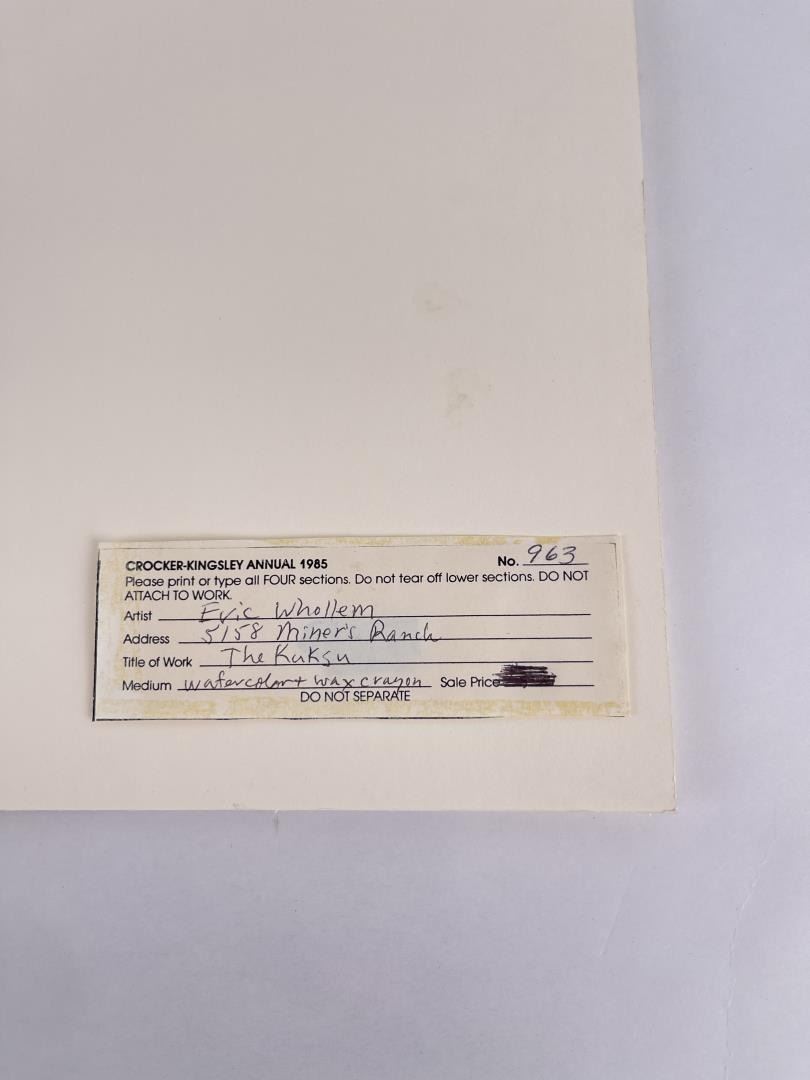 CROCKER-KINGSLEY ANNUAL 1985 No. 963
Please print or type all FOUR sections. Do not tear off lower sections. DO NOT
ATTACH TO WORK.
Artist Eric Whollem
Address 5158 Miner's Ranch
Title of Work The Kuksu
Medium watercolor + wax crayon Sale Price
DO NOT SEPARATE